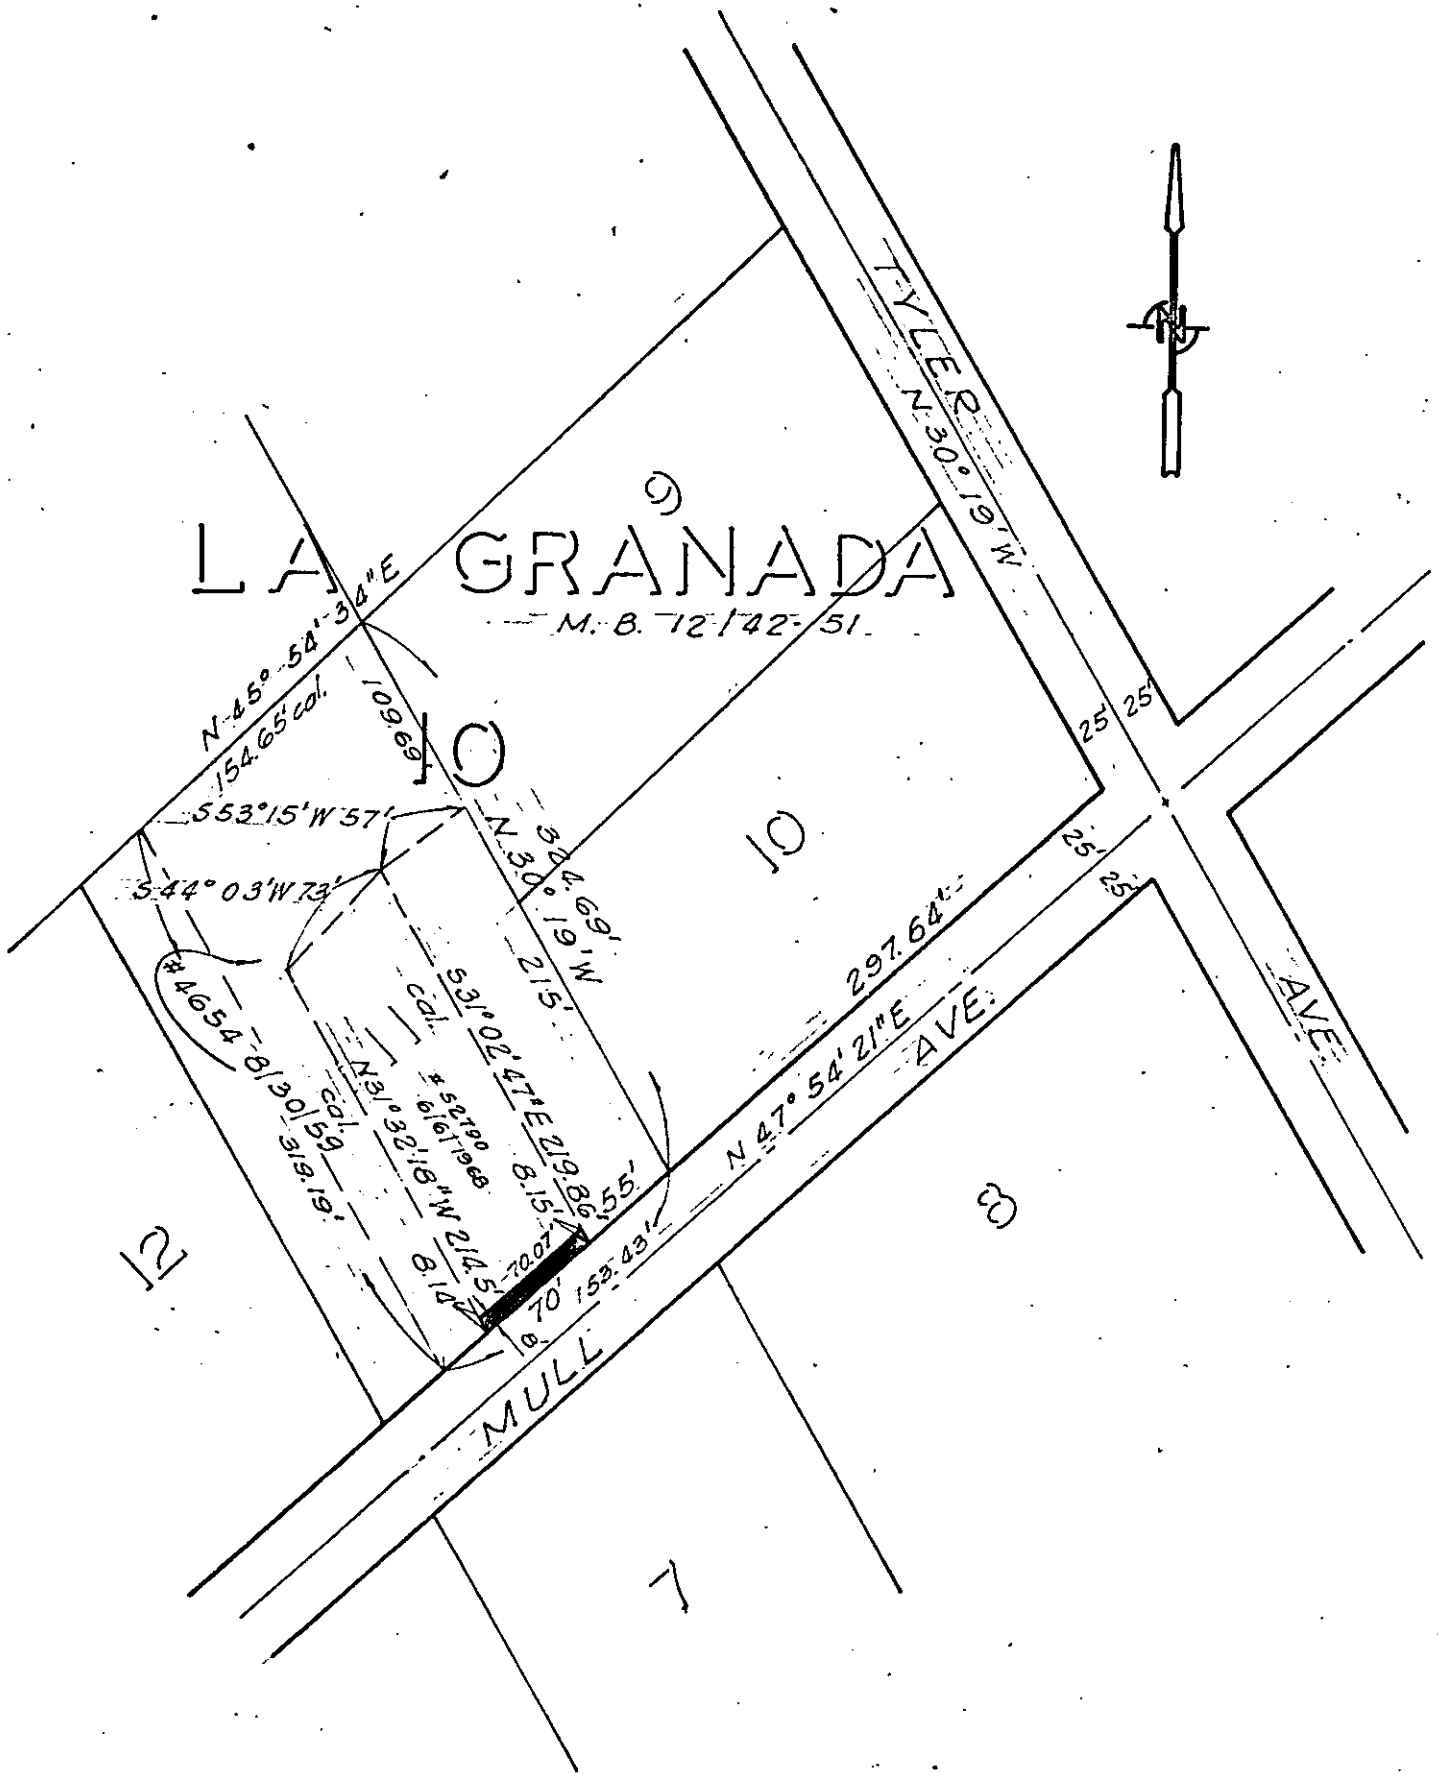 TYLER
N 30° 19' W
N
9
LA GRANADA
M. B. 12/42-51
N 45° 54' 34" E
154.65' cal.
109.69
10
25' 25'
S 53° 15' W 57'
324.69'
N 30° 19' W
10
25'
25'
S 44° 03' W 73'
215'
297.64'
AVE.
#4654 8/30/59
cal.
319.19'
cal.
S 31° 02' 47" E 219.86'
#52790
6/6/1968
N 31° 32' 18" W 214.5'
8.15'
8.14'
55'
N 47° 54' 21" E
AVE.
8
12
70.07'
70'
153.43'
MULL
7